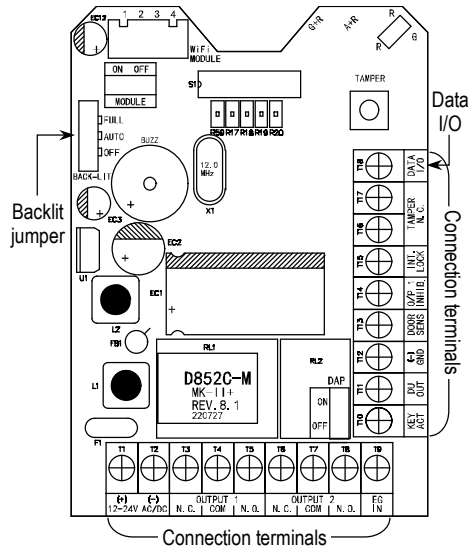 1 2 3 4
EC12
WiFi
MODULE
G+R
A+R
R
R
G
ON OFF
MODULE
S1D
TAMPER
R17 R18 R19 R20
Data
I/O
FULL
AUTO
OFF
BACK-LIT
BUZZ
12.0
MHz
X1
Backlit
jumper
EC3
EC2
U1
EC1
L2
FB1
L1
F1
RL1
D852C-M
MK-II+
REV.8.1
220727
RL2
DAP
ON
OFF
T18 DATA I/O
T17 TAMPER N.C.
T16
T15 INT. LOCK
T14 O/P 1 INHIB.
T13 DOOR SENS
T12 (-) GND
T11 DU OUT
T10 KEY ACT
Connection terminals
T1 T2 T3 T4 T5 T6 T7 T8 T9
(+) (-) OUTPUT 1 OUTPUT 2 EG
12-24V AC/DC N.C. COM N.O. N.C. COM N.O. IN
Connection terminals